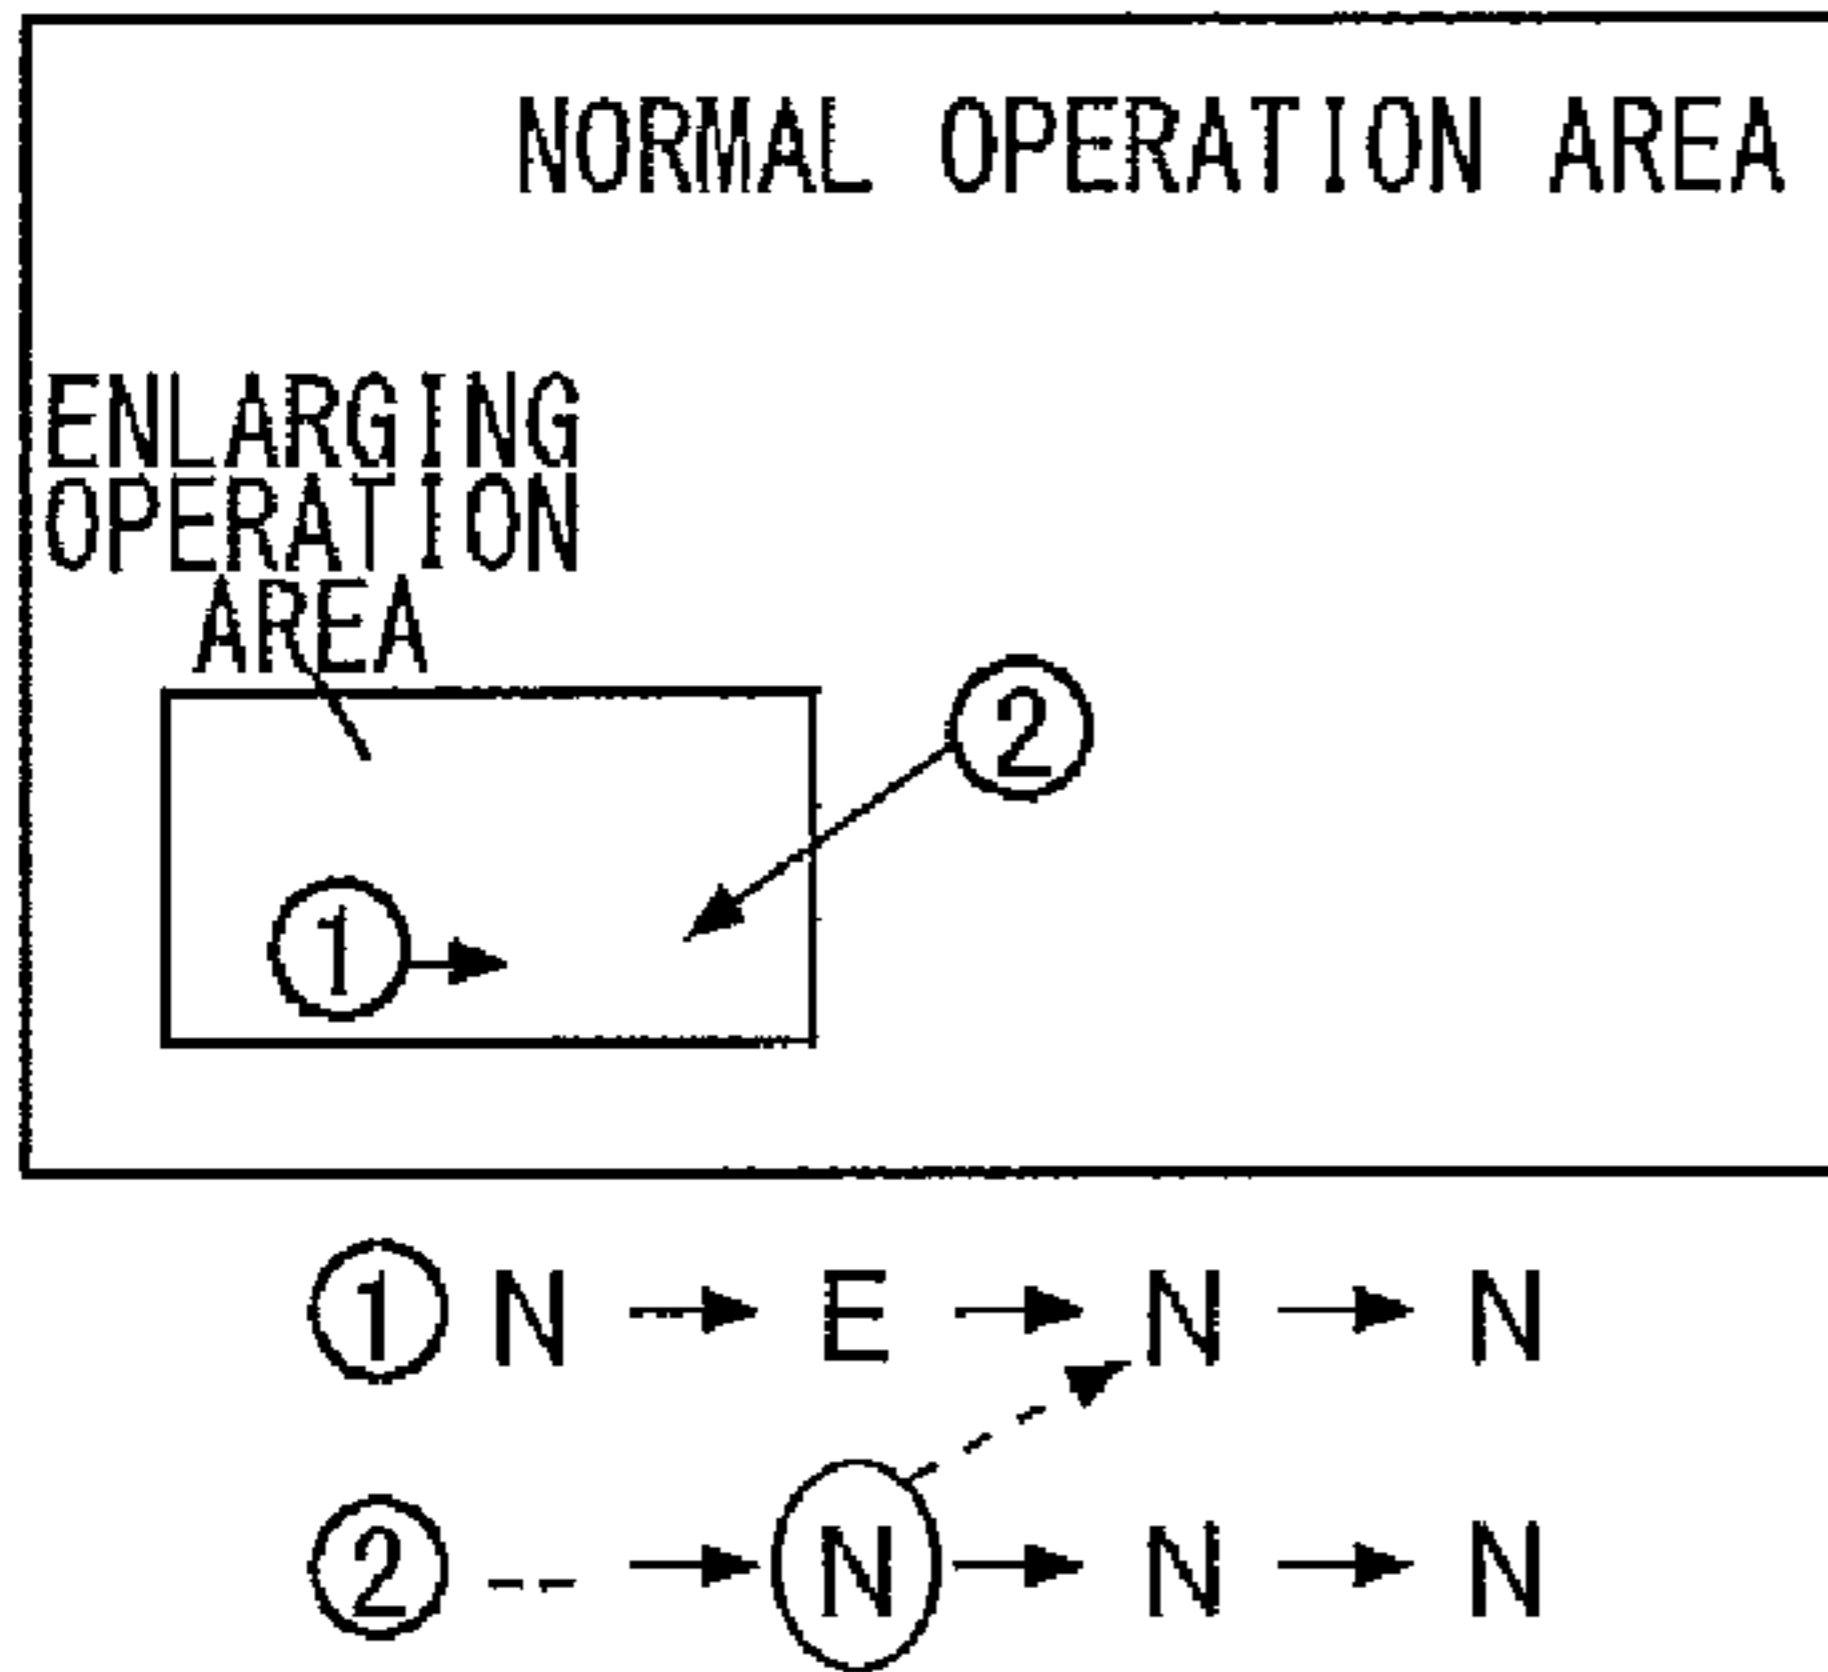 NORMAL OPERATION AREA
ENLARGING
OPERATION
AREA
②
①
① N → E → N → N
② -- → N → N → N